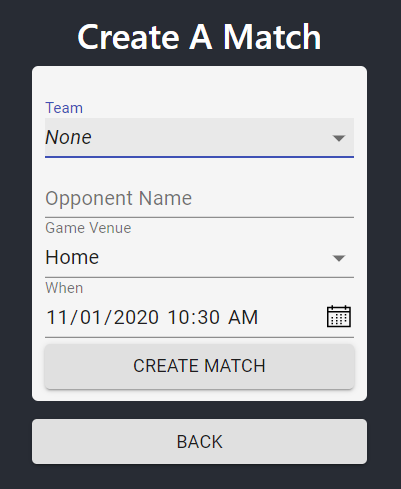 Create A Match
Team
None
Opponent Name
Game Venue
Home
When
11/01/2020 10:30 AM
CREATE MATCH
BACK